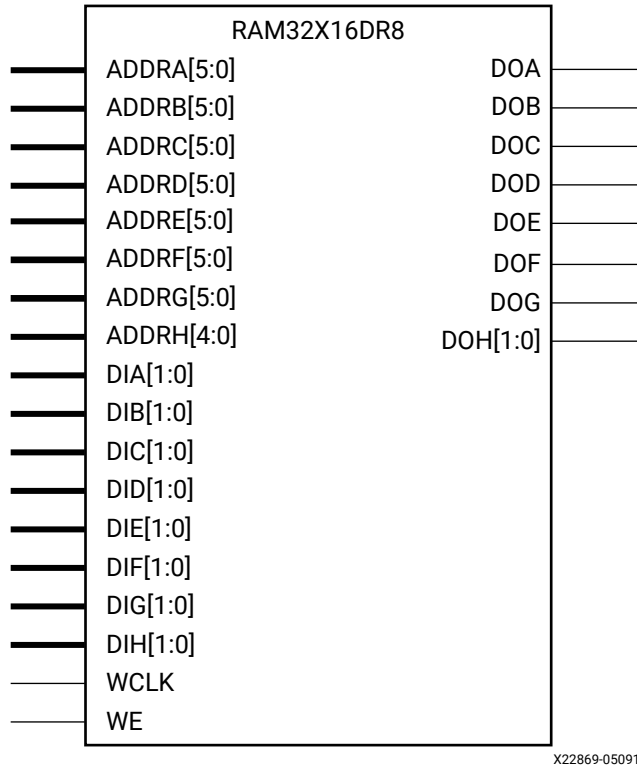 RAM32X16DR8
ADDRA[5:0] DOA
ADDRB[5:0] DOB
ADDRC[5:0] DOC
ADDRD[5:0] DOD
ADDRE[5:0] DOE
ADDRF[5:0] DOF
ADDRG[5:0] DOG
ADDRH[4:0] DOH[1:0]
DIA[1:0]
DIB[1:0]
DIC[1:0]
DID[1:0]
DIE[1:0]
DIF[1:0]
DIG[1:0]
DIH[1:0]
WCLK
WE
X22869-05091